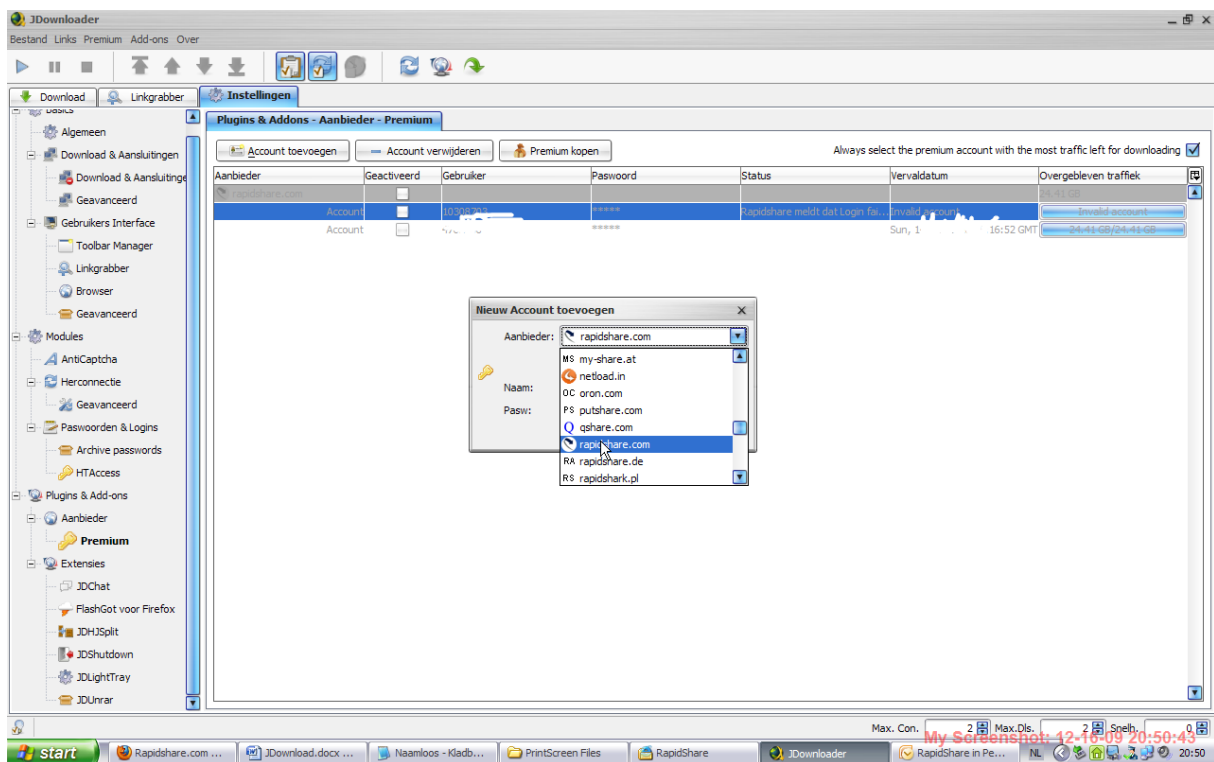 JDownloader
Bestand Links Premium Add-ons Over
Download Linkgrabber Instellingen
Basics
Algemeen
Download & Aansluitingen
Download & Aansluitinge
Geavanceerd
Gebruikers Interface
Toolbar Manager
Linkgrabber
Browser
Geavanceerd
Modules
AntiCaptcha
Herconnectie
Geavanceerd
Paswoorden & Logins
Archive passwords
HTAccess
Plugins & Add-ons
Aanbieder
Premium
Extensies
JDChat
FlashGot voor Firefox
JDHJSplit
JDShutdown
JDLightTray
JDUnrar
Plugins & Addons - Aanbieder - Premium
Account toevoegen Account verwijderen Premium kopen Always select the premium account with the most traffic left for downloading
Aanbieder Geactiveerd Gebruiker Paswoord Status Vervaldatum Overgebleven traffiek
rapidshare.com 24.41 GB
Account ***** Rapidshare meldt dat Login fai... Invalid account Invalid account
Account ***** Sun, 16:52 GMT 24.41 GB/24.41 GB
Nieuw Account toevoegen
Aanbieder: rapidshare.com
Naam:
Pasw:
MS my-share.at
netload.in
OC oron.com
PS putshare.com
Q qshare.com
rapidshare.com
RA rapidshare.de
RS rapidshark.pl
Max. Con. 2 Max.Dls. 2 Snelh. 0
My Screenshot: 12-16-09 20:50:43
start Rapidshare.com ... JDownload.docx ... Naamloos - Kladb... PrintScreen Files RapidShare JDownloader RapidShare in Pe... NL 20:50